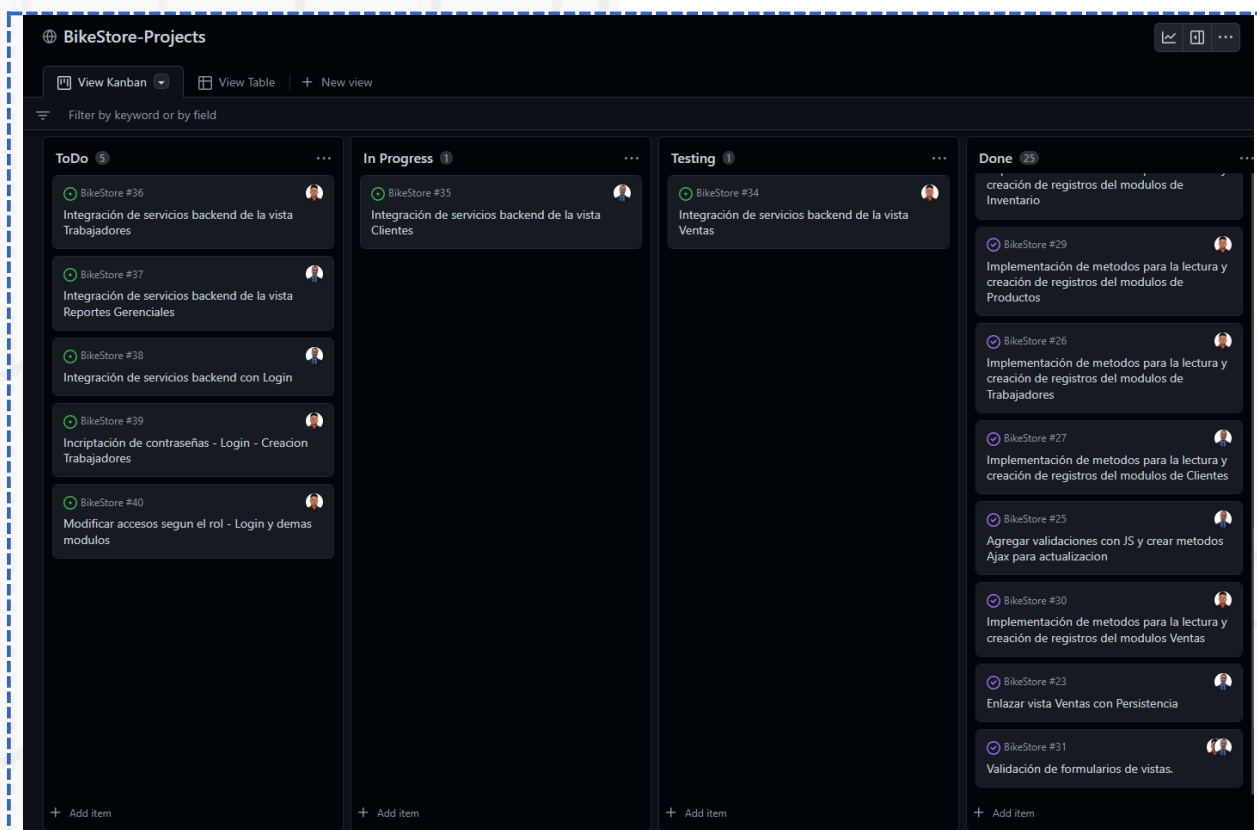 BikeStore-Projects
View Kanban
View Table
+ New view
Filter by keyword or by field
ToDo 5
BikeStore #36
Integración de servicios backend de la vista
Trabajadores
BikeStore #37
Integración de servicios backend de la vista
Reportes Gerenciales
BikeStore #38
Integración de servicios backend con Login
BikeStore #39
Incriptación de contraseñas - Login - Creacion
Trabajadores
BikeStore #40
Modificar accesos segun el rol - Login y demas
modulos
+ Add item
In Progress 1
BikeStore #35
Integración de servicios backend de la vista
Clientes
+ Add item
Testing 1
BikeStore #34
Integración de servicios backend de la vista
Ventas
+ Add item
Done 25
creación de registros del modulos de
Inventario
BikeStore #29
Implementación de metodos para la lectura y
creación de registros del modulos de
Productos
BikeStore #26
Implementación de metodos para la lectura y
creación de registros del modulos de
Trabajadores
BikeStore #27
Implementación de metodos para la lectura y
creación de registros del modulos de Clientes
BikeStore #25
Agregar validaciones con JS y crear metodos
Ajax para actualizacion
BikeStore #30
Implementación de metodos para la lectura y
creación de registros del modulos Ventas
BikeStore #23
Enlazar vista Ventas con Persistencia
BikeStore #31
Validación de formularios de vistas.
+ Add item